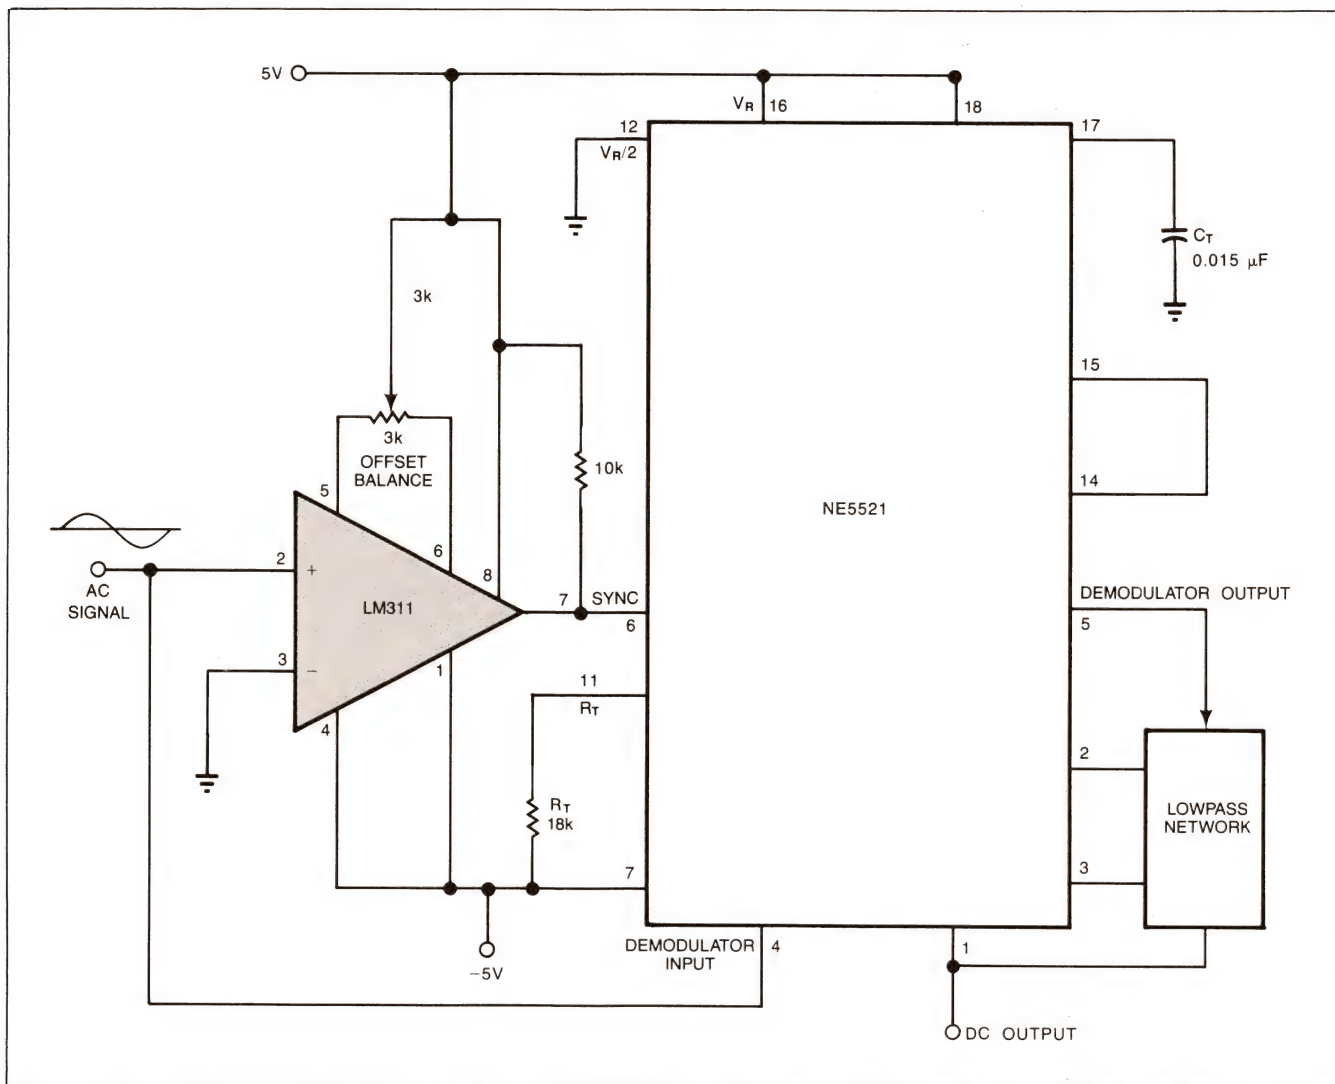 5V
VR 16
18
12
VR/2
17
CT
0.015 μF
3k
15
3k
OFFSET
BALANCE
10k
14
NE5521
5
6
8
2
+
LM311
7 SYNC
6
AC
SIGNAL
DEMODULATOR OUTPUT
5
3
−
1
11
RT
4
2
RT
18k
LOWPASS
NETWORK
3
7
DEMODULATOR
INPUT
4
1
−5V
DC OUTPUT